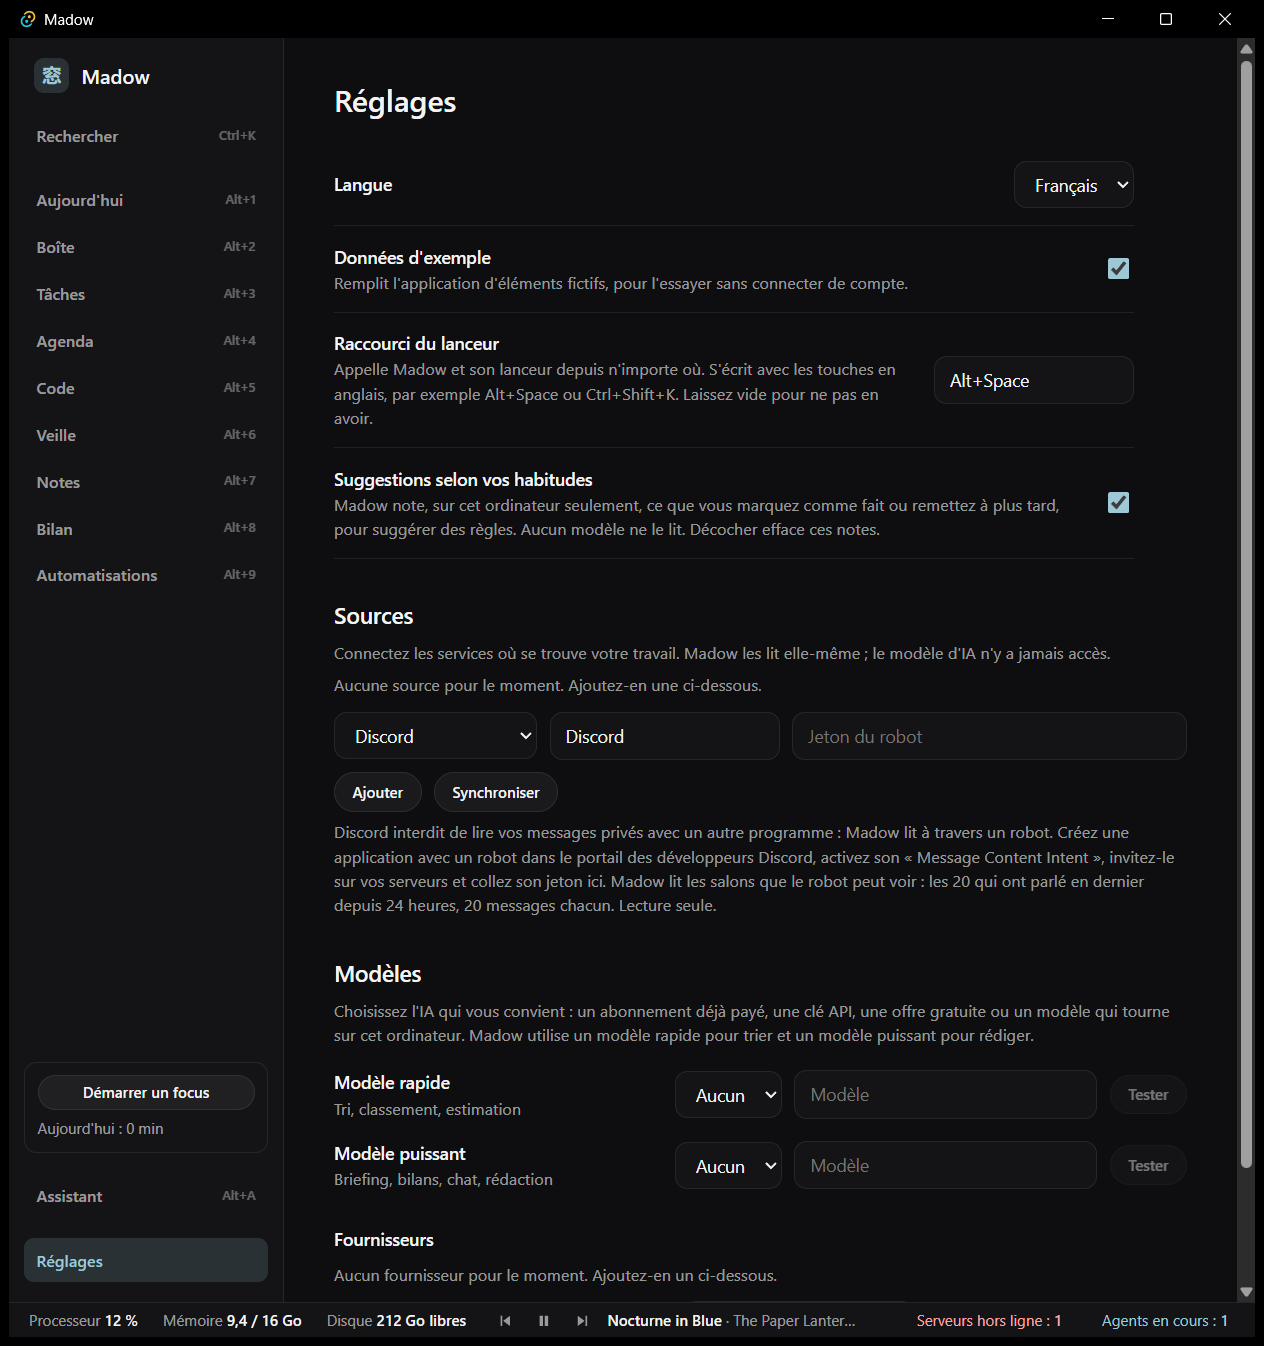 Madow
窓 Madow
Rechercher Ctrl+K
Aujourd'hui Alt+1
Boîte Alt+2
Tâches Alt+3
Agenda Alt+4
Code Alt+5
Veille Alt+6
Notes Alt+7
Bilan Alt+8
Automatisations Alt+9
Démarrer un focus
Aujourd'hui : 0 min
Assistant Alt+A
Réglages
Réglages
Langue Français
Données d'exemple
Remplit l'application d'éléments fictifs, pour l'essayer sans connecter de compte.
Raccourci du lanceur
Appelle Madow et son lanceur depuis n'importe où. S'écrit avec les touches en
anglais, par exemple Alt+Space ou Ctrl+Shift+K. Laissez vide pour ne pas en
avoir.
Alt+Space
Suggestions selon vos habitudes
Madow note, sur cet ordinateur seulement, ce que vous marquez comme fait ou remettez à plus tard,
pour suggérer des règles. Aucun modèle ne le lit. Décocher efface ces notes.
Sources
Connectez les services où se trouve votre travail. Madow les lit elle-même ; le modèle d'IA n'y a jamais accès.
Aucune source pour le moment. Ajoutez-en une ci-dessous.
Discord Discord Jeton du robot
Ajouter Synchroniser
Discord interdit de lire vos messages privés avec un autre programme : Madow lit à travers un robot. Créez une
application avec un robot dans le portail des développeurs Discord, activez son « Message Content Intent », invitez-le
sur vos serveurs et collez son jeton ici. Madow lit les salons que le robot peut voir : les 20 qui ont parlé en dernier
depuis 24 heures, 20 messages chacun. Lecture seule.
Modèles
Choisissez l'IA qui vous convient : un abonnement déjà payé, une clé API, une offre gratuite ou un modèle qui tourne
sur cet ordinateur. Madow utilise un modèle rapide pour trier et un modèle puissant pour rédiger.
Modèle rapide
Tri, classement, estimation
Aucun Modèle Tester
Modèle puissant
Briefing, bilans, chat, rédaction
Aucun Modèle Tester
Fournisseurs
Aucun fournisseur pour le moment. Ajoutez-en un ci-dessous.
Processeur 12 % Mémoire 9,4 / 16 Go Disque 212 Go libres Nocturne in Blue · The Paper Lanter... Serveurs hors ligne : 1 Agents en cours : 1